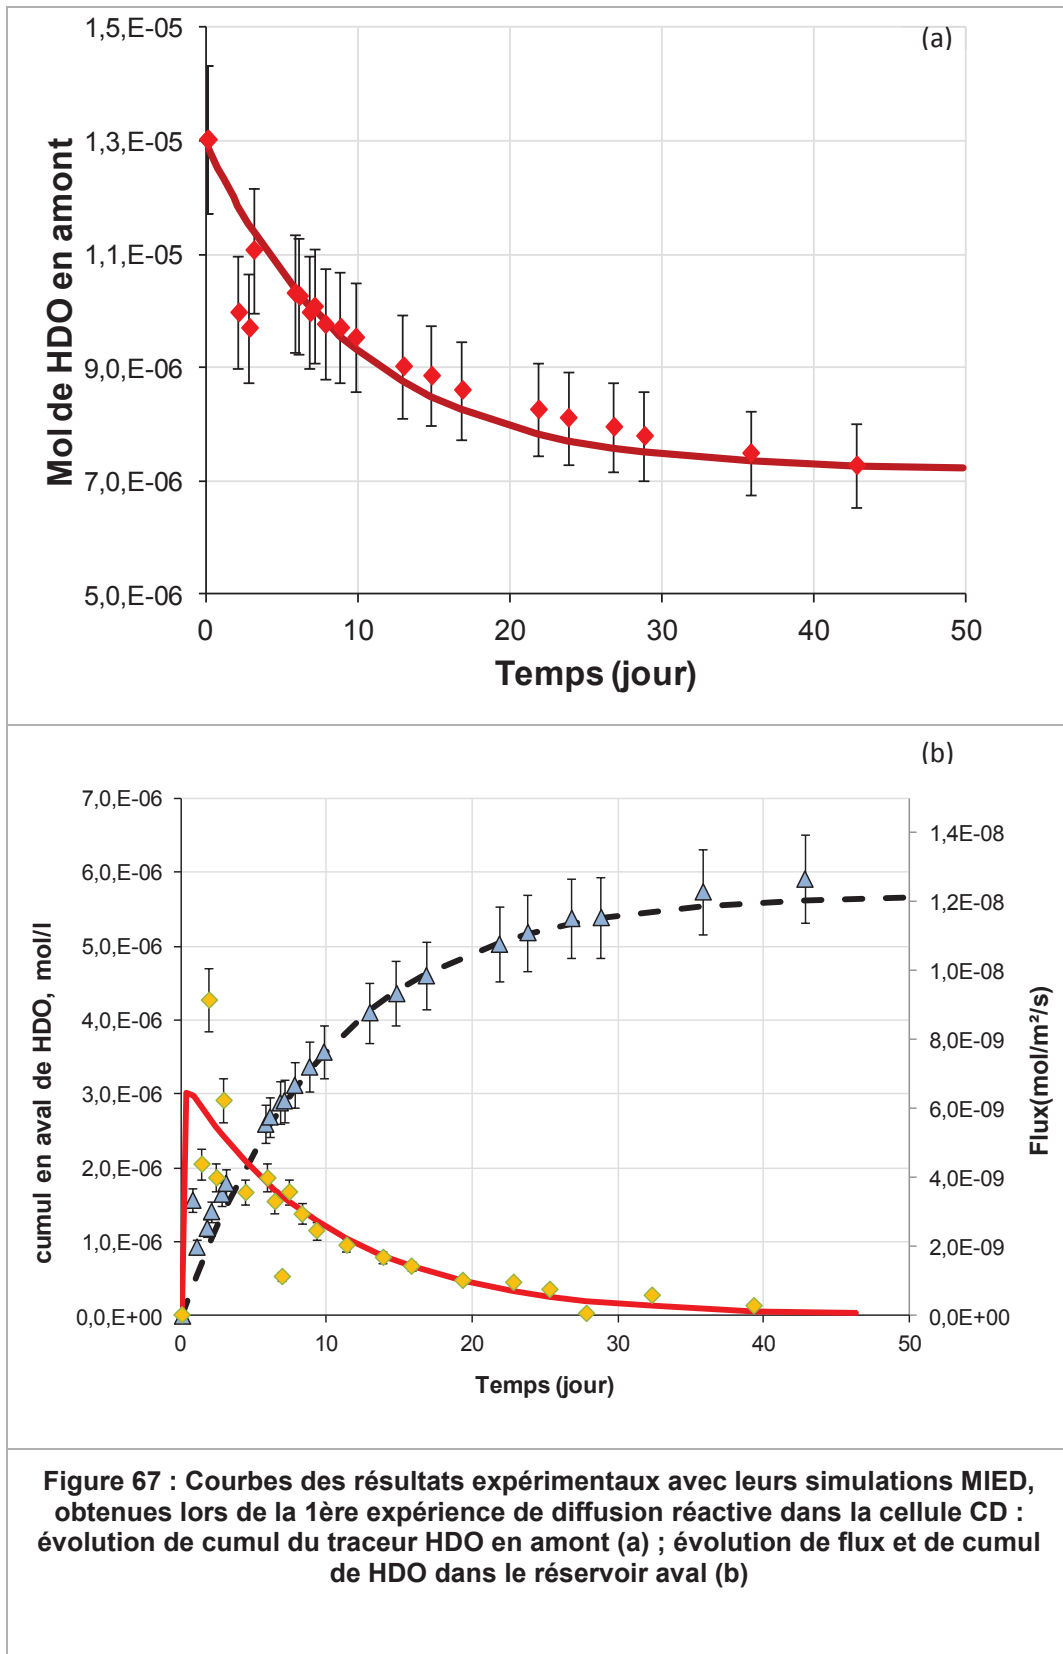 (a)
Mol de HDO en amont
1,5,E-05
1,3,E-05
1,1,E-05
9,0,E-06
7,0,E-06
5,0,E-06
0 10 20 30 40 50
Temps (jour)
(b)
cumul en aval de HDO, mol/l
7,0,E-06
6,0,E-06
5,0,E-06
4,0,E-06
3,0,E-06
2,0,E-06
1,0,E-06
0,0,E+00
1,4E-08
1,2E-08
1,0E-08
8,0E-09
6,0E-09
4,0E-09
2,0E-09
0,0E+00
Flux(mol/m²/s)
0 10 20 30 40 50
Temps (jour)
Figure 67 : Courbes des résultats expérimentaux avec leurs simulations MIED,
obtenues lors de la 1ère expérience de diffusion réactive dans la cellule CD :
évolution de cumul du traceur HDO en amont (a) ; évolution de flux et de cumul
de HDO dans le réservoir aval (b)